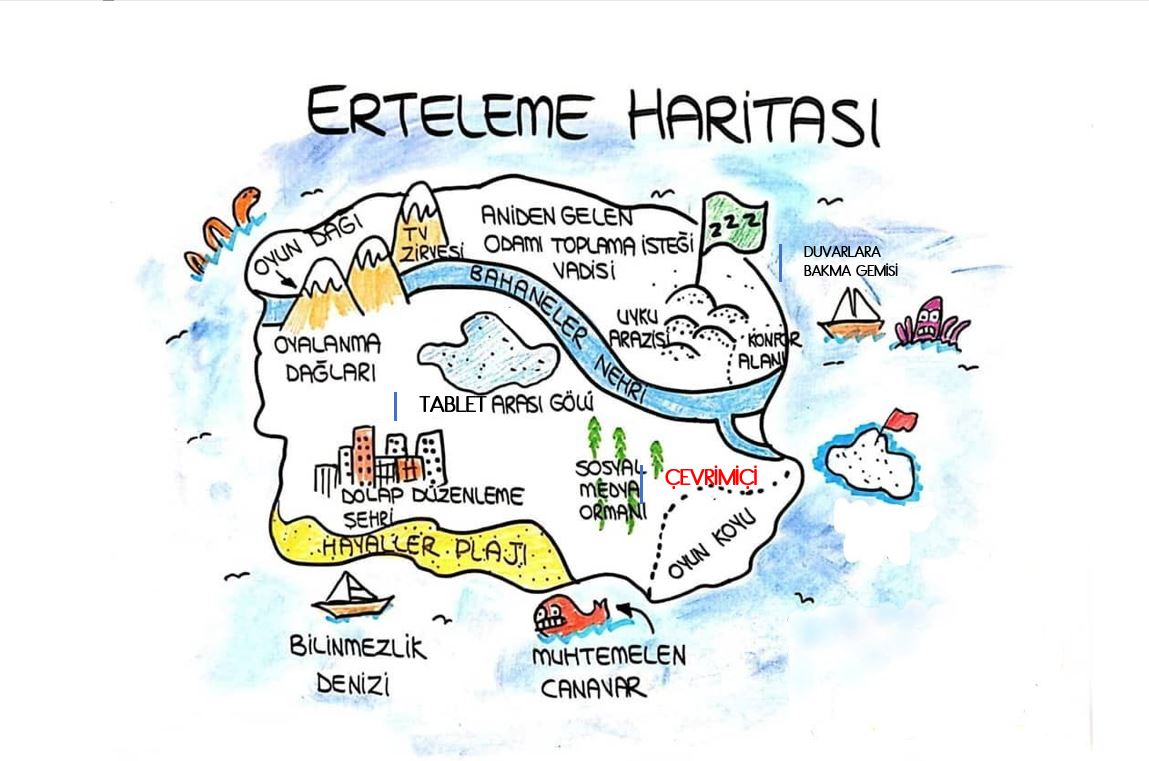 ERTELEME HARİTASI
OYUN DAĞI
TV
ZİRVESİ
ANİDEN GELEN
ODAMI TOPLAMA İSTEĞİ
VADİSİ
ZZZ
DUVARLARA
BAKMA GEMİSİ
BAHANELER NEHRİ
UYKU
ARAZİSİ
KONFOR
ALANI
OYALANMA
DAĞLARI
TABLET ARASI GÖLÜ
SOSYAL
MEDYA
ORMANI
ÇEVRİMİÇİ
DOLAP DÜZENLEME
ŞEHRİ
HAYALLER PLAJI
OYUN KOYU
BİLİNMEZLİK
DENİZİ
MUHTEMELEN
CANAVAR